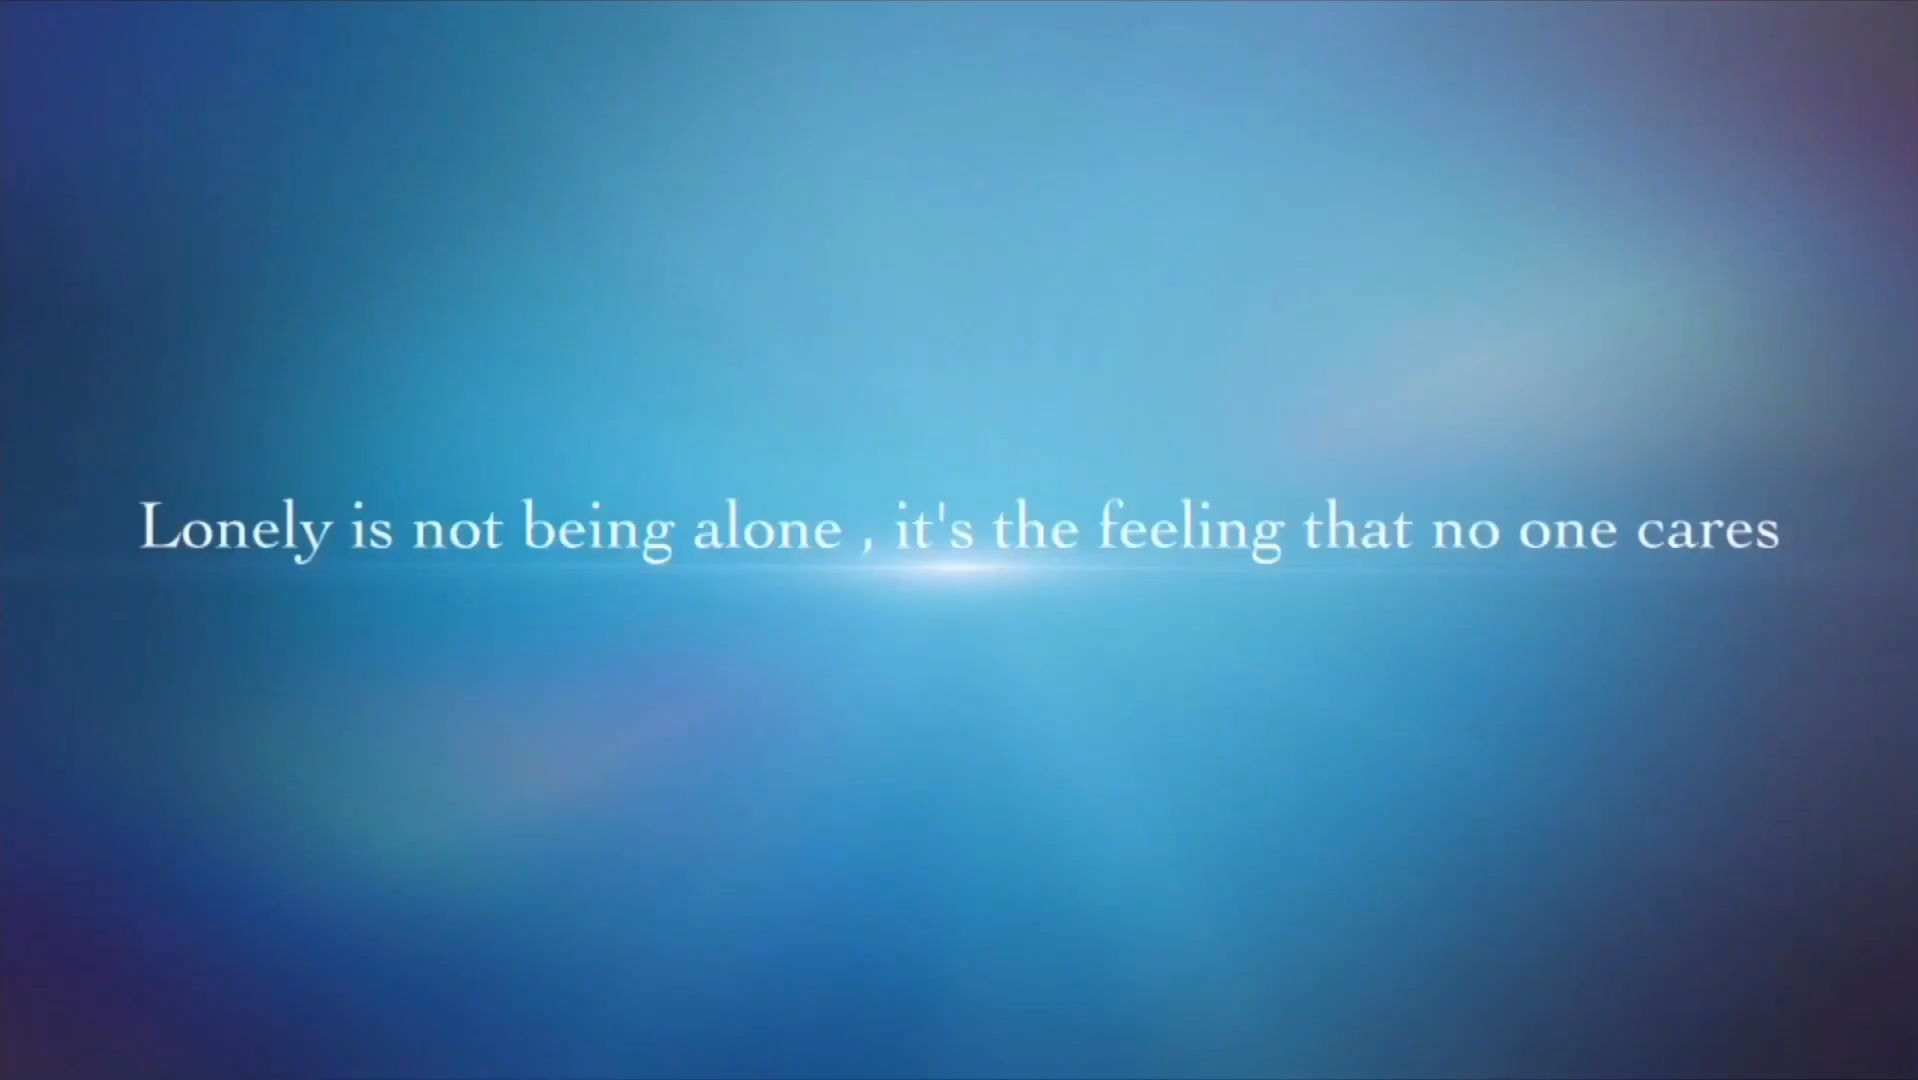 Lonely is not being alone , it's the feeling that no one cares